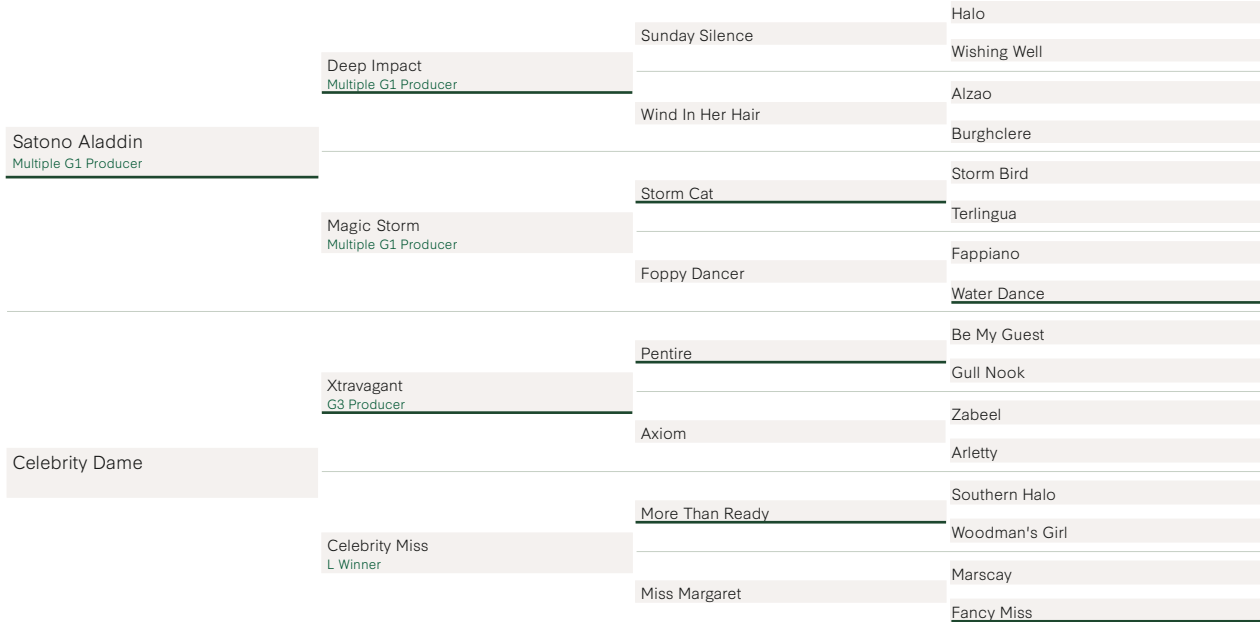 Satono Aladdin
Multiple G1 Producer
Celebrity Dame
Deep Impact
Multiple G1 Producer
Magic Storm
Multiple G1 Producer
Xtravagant
G3 Producer
Celebrity Miss
L Winner
Sunday Silence
Wind In Her Hair
Storm Cat
Foppy Dancer
Pentire
Axiom
More Than Ready
Miss Margaret
Halo
Wishing Well
Alzao
Burghclere
Storm Bird
Terlingua
Fappiano
Water Dance
Be My Guest
Gull Nook
Zabeel
Arletty
Southern Halo
Woodman's Girl
Marscay
Fancy Miss